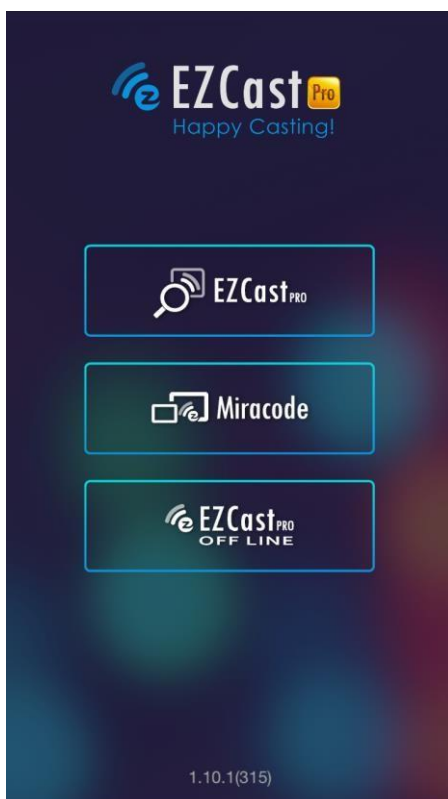 EZCast Pro
Happy Casting!
EZCast PRO
Miracode
EZCast PRO
OFF LINE
1.10.1(315)